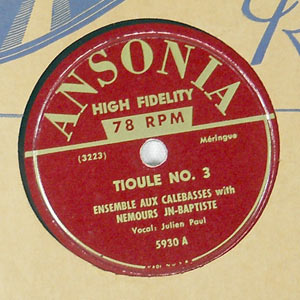 ANSONIA
HIGH FIDELITY
78 RPM
Méringue
(3223)
TIOULE NO. 3
ENSEMBLE AUX CALEBASSES with
NEMOURS JN-BAPTISTE
Vocal: Julien Paul
5930 A